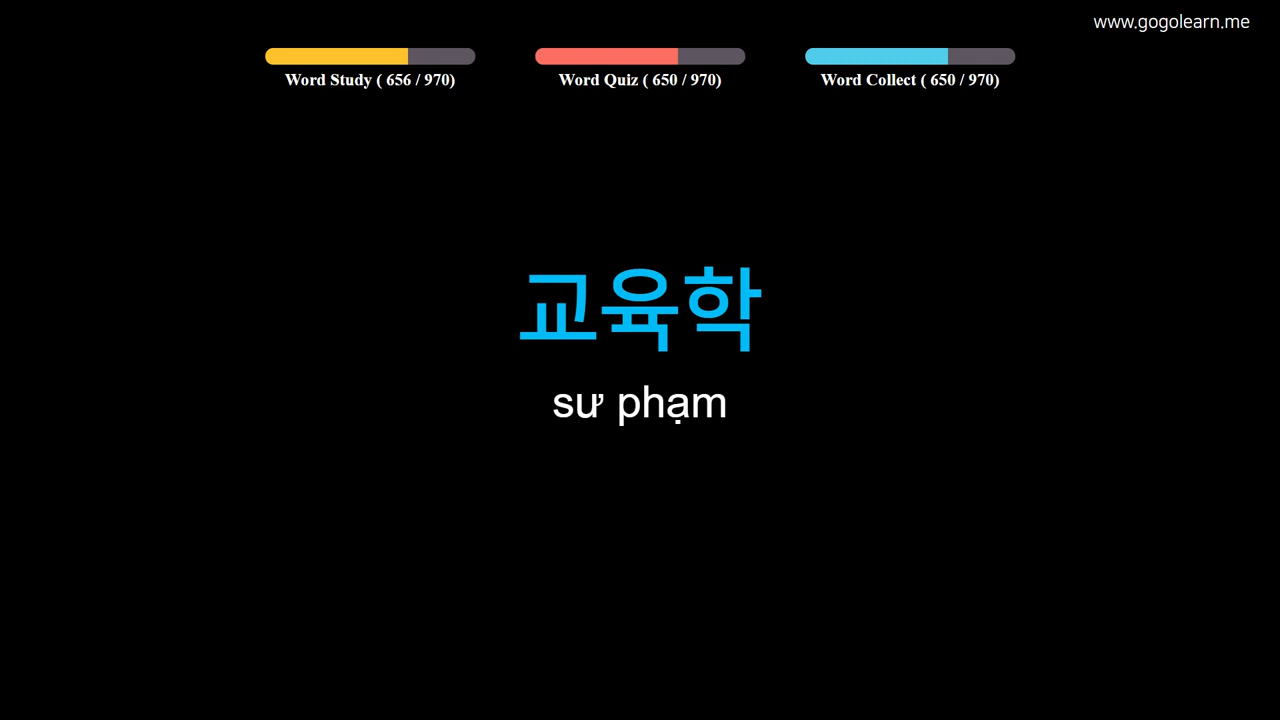 www.gogolearn.me
Word Study ( 656 / 970)
Word Quiz ( 650 / 970)
Word Collect ( 650 / 970)
교육학
sư phạm